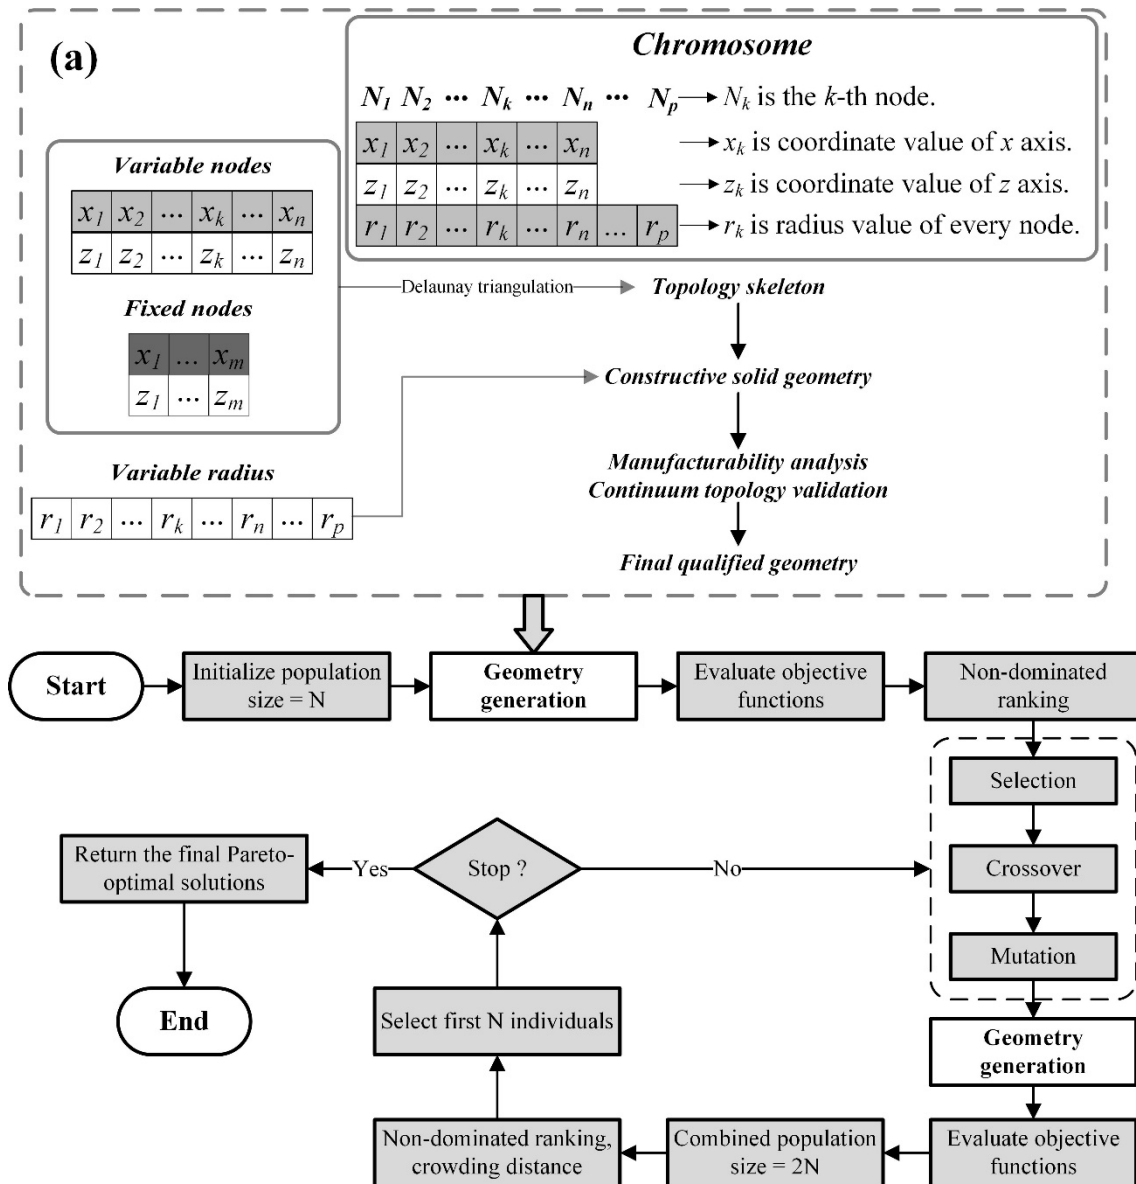 (a)
Chromosome
N1 N2 ... Nk ... Nn ... Np
Nk is the k-th node.
x1 x2 ... xk ... xn
xk is coordinate value of x axis.
z1 z2 ... zk ... zn
zk is coordinate value of z axis.
r1 r2 ... rk ... rn ... rp
rk is radius value of every node.
Variable nodes
x1 x2 ... xk ... xn
z1 z2 ... zk ... zn
Fixed nodes
x1 ... xm
z1 ... zm
Variable radius
r1 r2 ... rk ... rn ... rp
Delaunay triangulation
Topology skeleton
Constructive solid geometry
Manufacturability analysis
Continuum topology validation
Final qualified geometry
Start
Initialize population
size = N
Geometry
generation
Evaluate objective
functions
Non-dominated
ranking
Selection
Crossover
Mutation
Geometry
generation
Evaluate objective
functions
Combined population
size = 2N
Non-dominated ranking,
crowding distance
Select first N individuals
Stop ?
No
Yes
Return the final Pareto-
optimal solutions
End